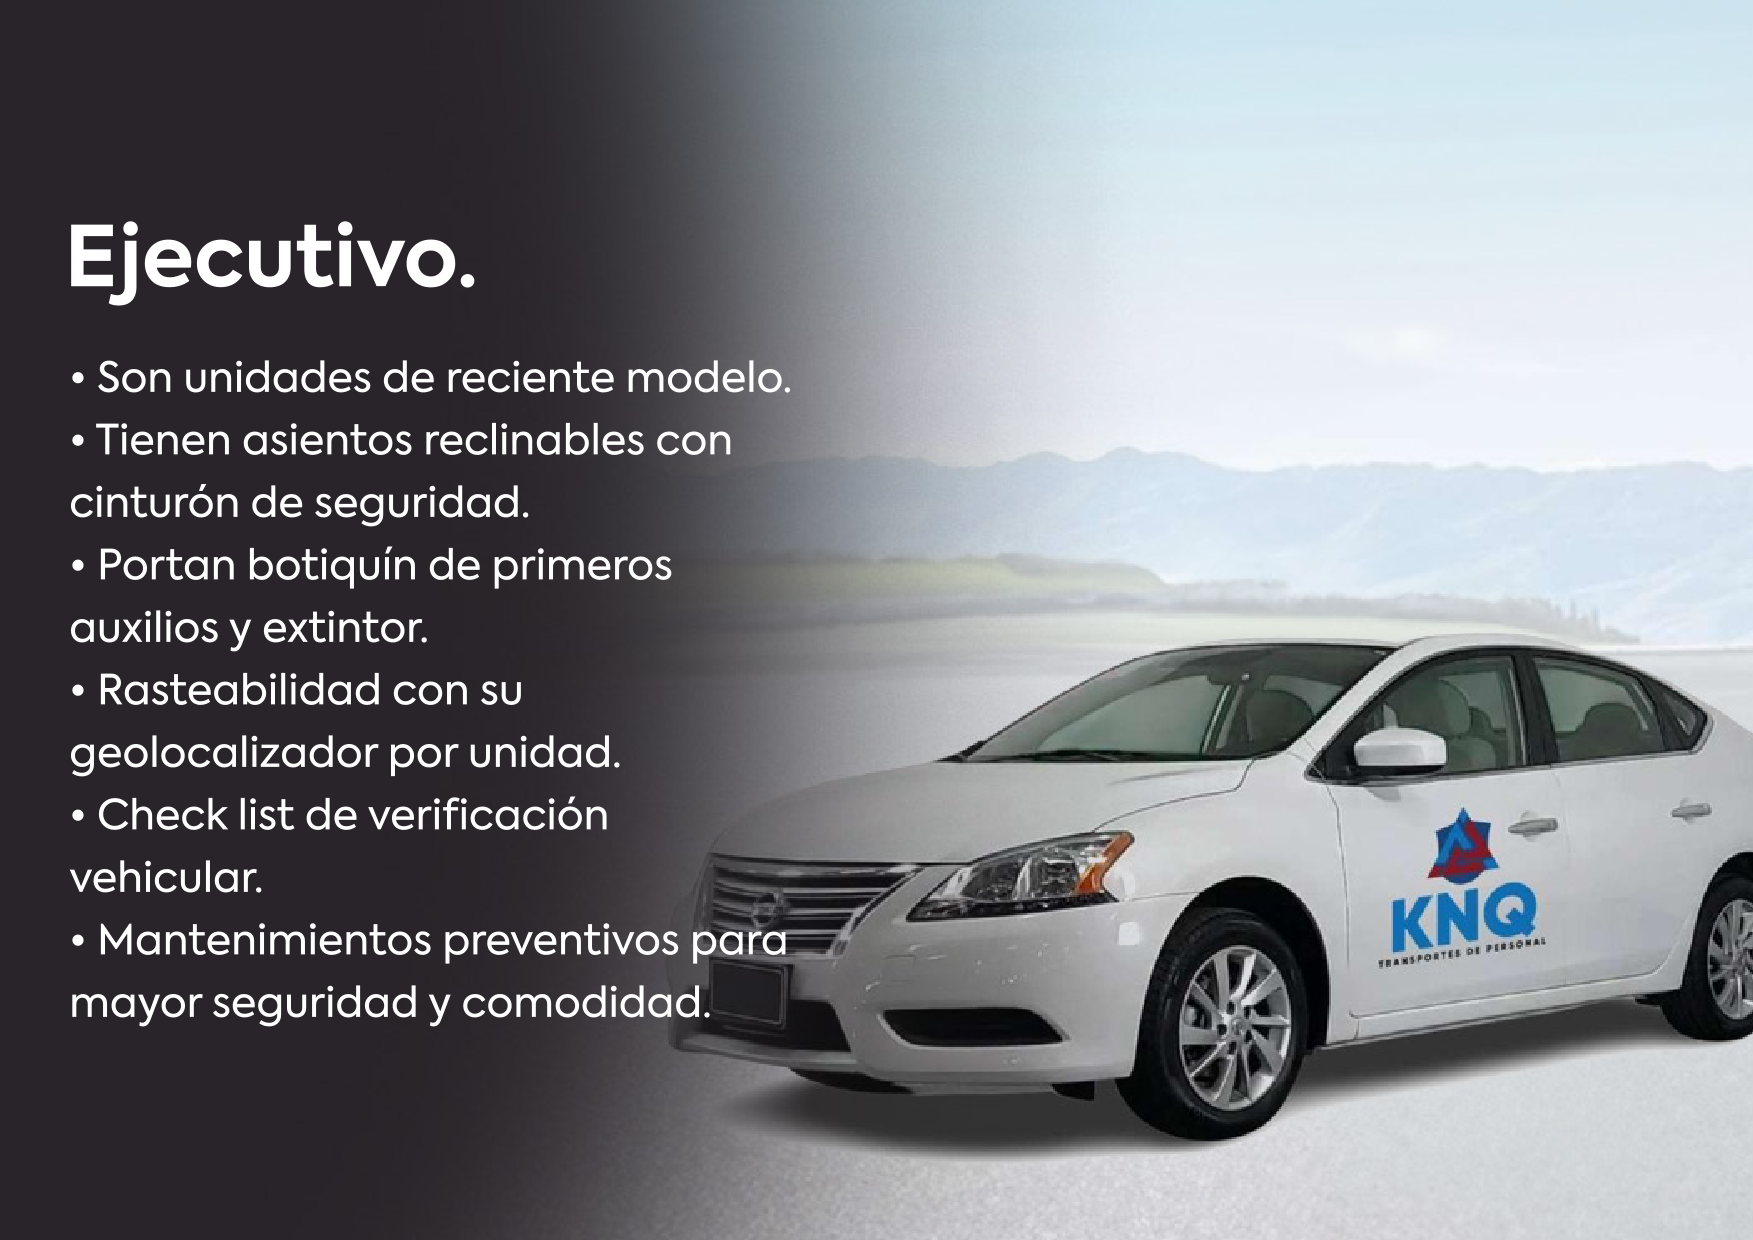 Ejecutivo.
• Son unidades de reciente modelo.
• Tienen asientos reclinables con
cinturón de seguridad.
• Portan botiquín de primeros
auxilios y extintor.
• Rasteabilidad con su
geolocalizador por unidad.
• Check list de verificación
vehicular.
• Mantenimientos preventivos para
mayor seguridad y comodidad.
KNQ
TRANSPORTES DE PERSONAL